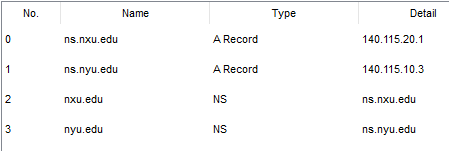 No. Name Type Detail
0 ns.nxu.edu A Record 140.115.20.1
1 ns.nyu.edu A Record 140.115.10.3
2 nxu.edu NS ns.nxu.edu
3 nyu.edu NS ns.nyu.edu